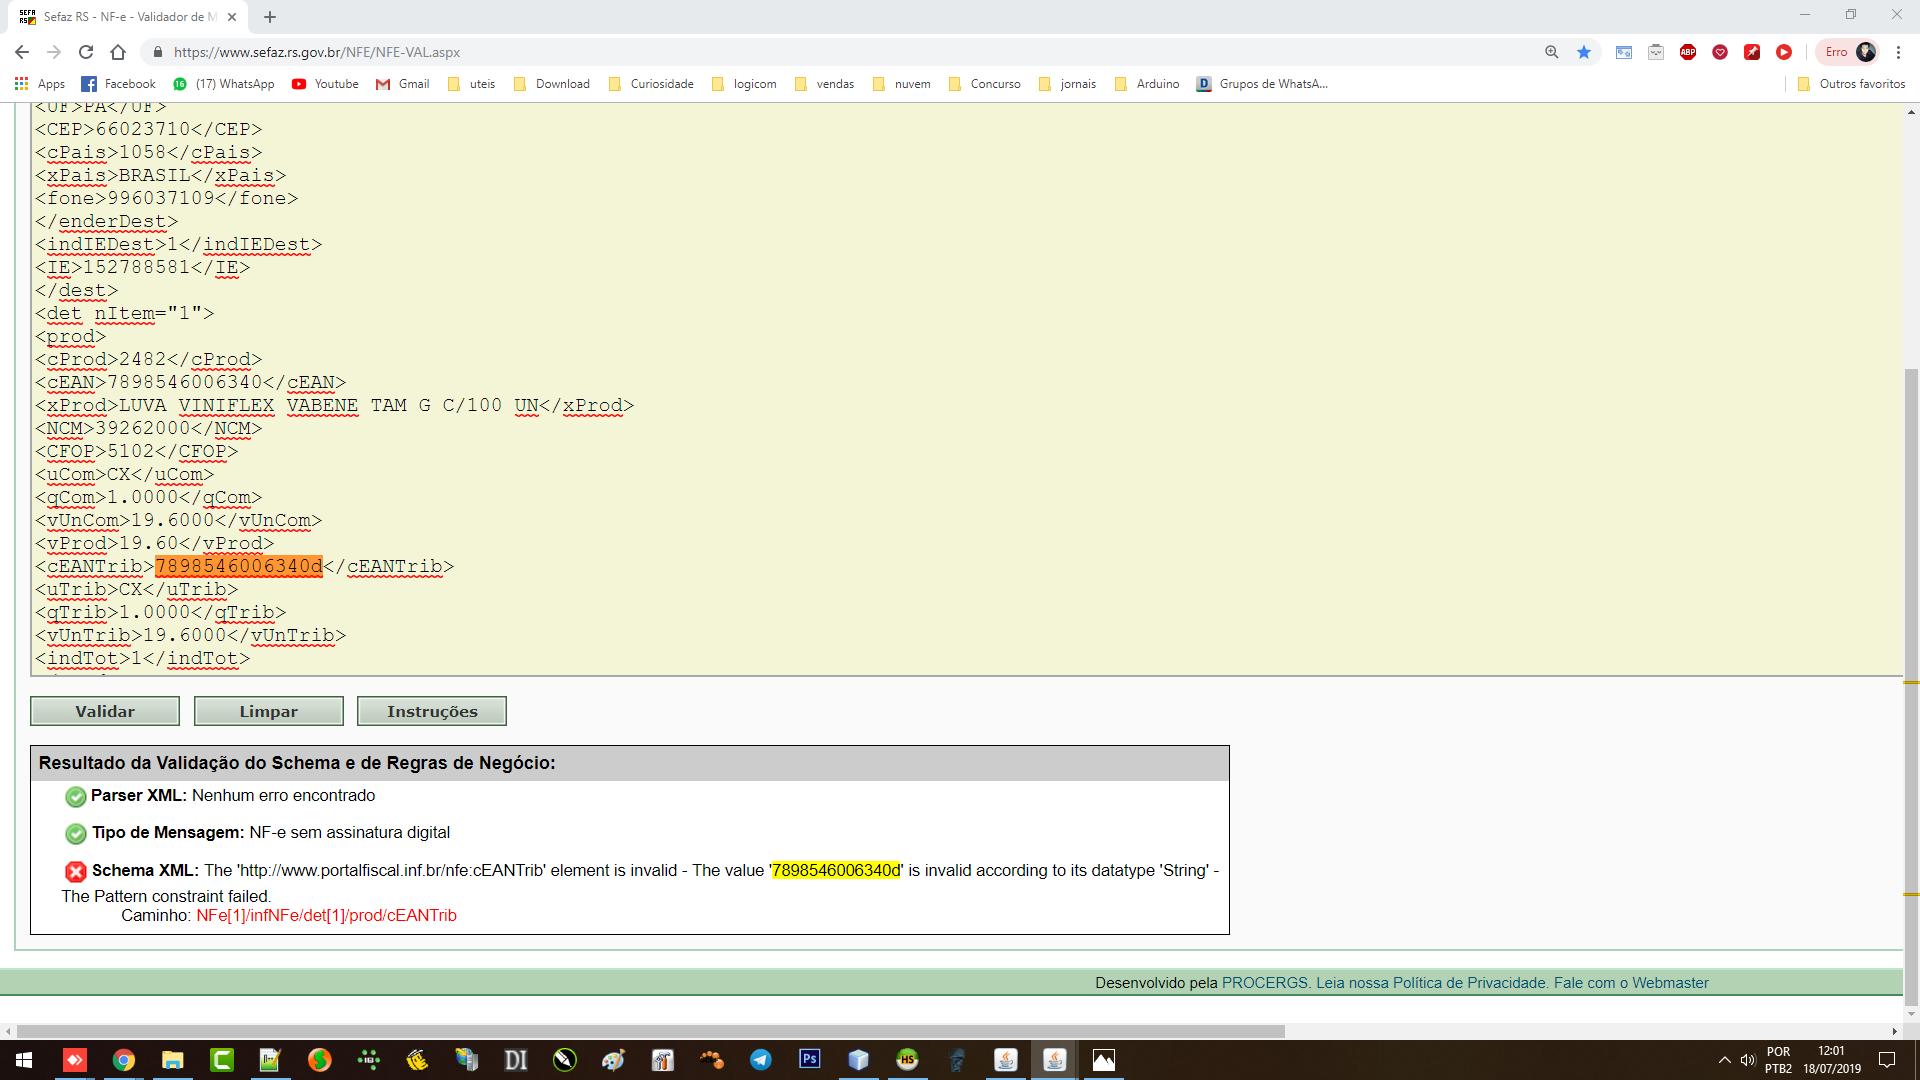 Sefaz RS - NF-e - Validador de M
https://www.sefaz.rs.gov.br/NFE/NFE-VAL.aspx
ABP
Erro
Apps
Facebook
16
(17) WhatsApp
Youtube
Gmail
uteis
Download
Curiosidade
logicom
vendas
nuvem
Concurso
jornais
Arduino
D
Grupos de WhatsA...
Outros favoritos
<UF>PA</UF>
<CEP>66023710</CEP>
<cPais>1058</cPais>
<xPais>BRASIL</xPais>
<fone>996037109</fone>
</enderDest>
<indIEDest>1</indIEDest>
<IE>152788581</IE>
</dest>
<det nItem="1">
<prod>
<cProd>2482</cProd>
<cEAN>7898546006340</cEAN>
<xProd>LUVA VINIFLEX VABENE TAM G C/100 UN</xProd>
<NCM>39262000</NCM>
<CFOP>5102</CFOP>
<uCom>CX</uCom>
<qCom>1.0000</qCom>
<vUnCom>19.6000</vUnCom>
<vProd>19.60</vProd>
<cEANTrib>7898546006340d</cEANTrib>
<uTrib>CX</uTrib>
<qTrib>1.0000</qTrib>
<vUnTrib>19.6000</vUnTrib>
<indTot>1</indTot>
Validar
Limpar
Instruções
Resultado da Validação do Schema e de Regras de Negócio:
Parser XML: Nenhum erro encontrado
Tipo de Mensagem: NF-e sem assinatura digital
Schema XML: The 'http://www.portalfiscal.inf.br/nfe:cEANTrib' element is invalid - The value '7898546006340d' is invalid according to its datatype 'String' -
The Pattern constraint failed.
Caminho: NFe[1]/infNFe/det[1]/prod/cEANTrib
Desenvolvido pela PROCERGS. Leia nossa Política de Privacidade. Fale com o Webmaster
DI
Ps
HS
POR
PTB2
12:01
18/07/2019